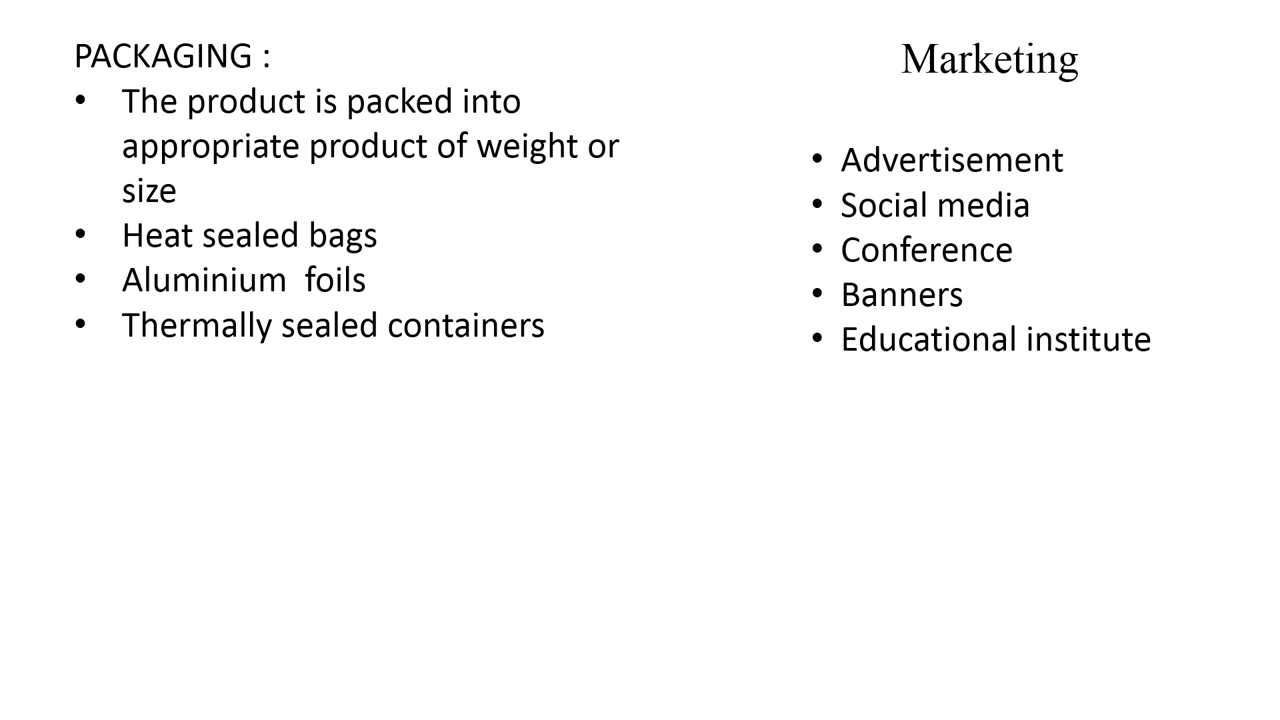 PACKAGING :
• The product is packed into
appropriate product of weight or
size
• Heat sealed bags
• Aluminium  foils
• Thermally sealed containers
Marketing
• Advertisement
• Social media
• Conference
• Banners
• Educational institute